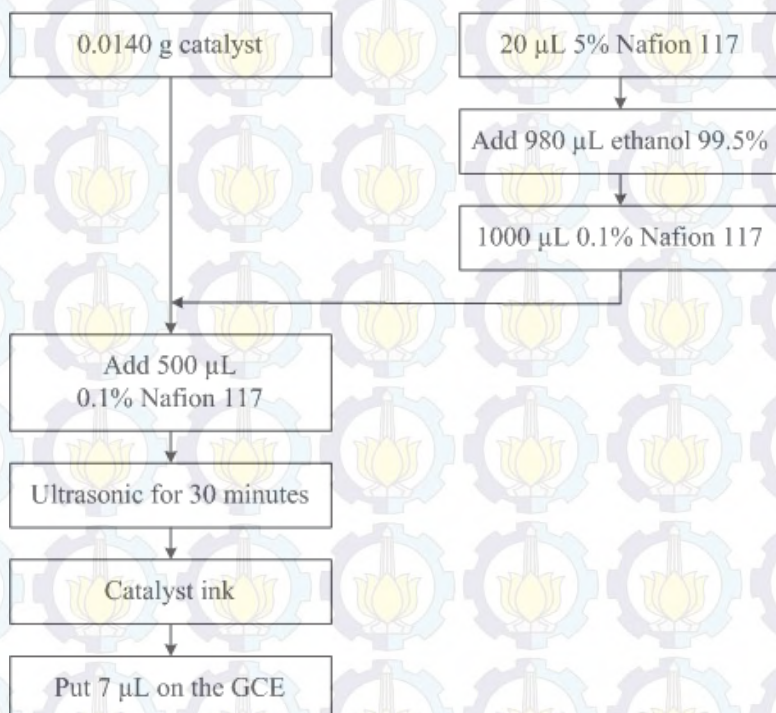 0.0140 g catalyst
20 µL 5% Nafion 117
Add 980 µL ethanol 99.5%
1000 µL 0.1% Nafion 117
Add 500 µL
0.1% Nafion 117
Ultrasonic for 30 minutes
Catalyst ink
Put 7 µL on the GCE